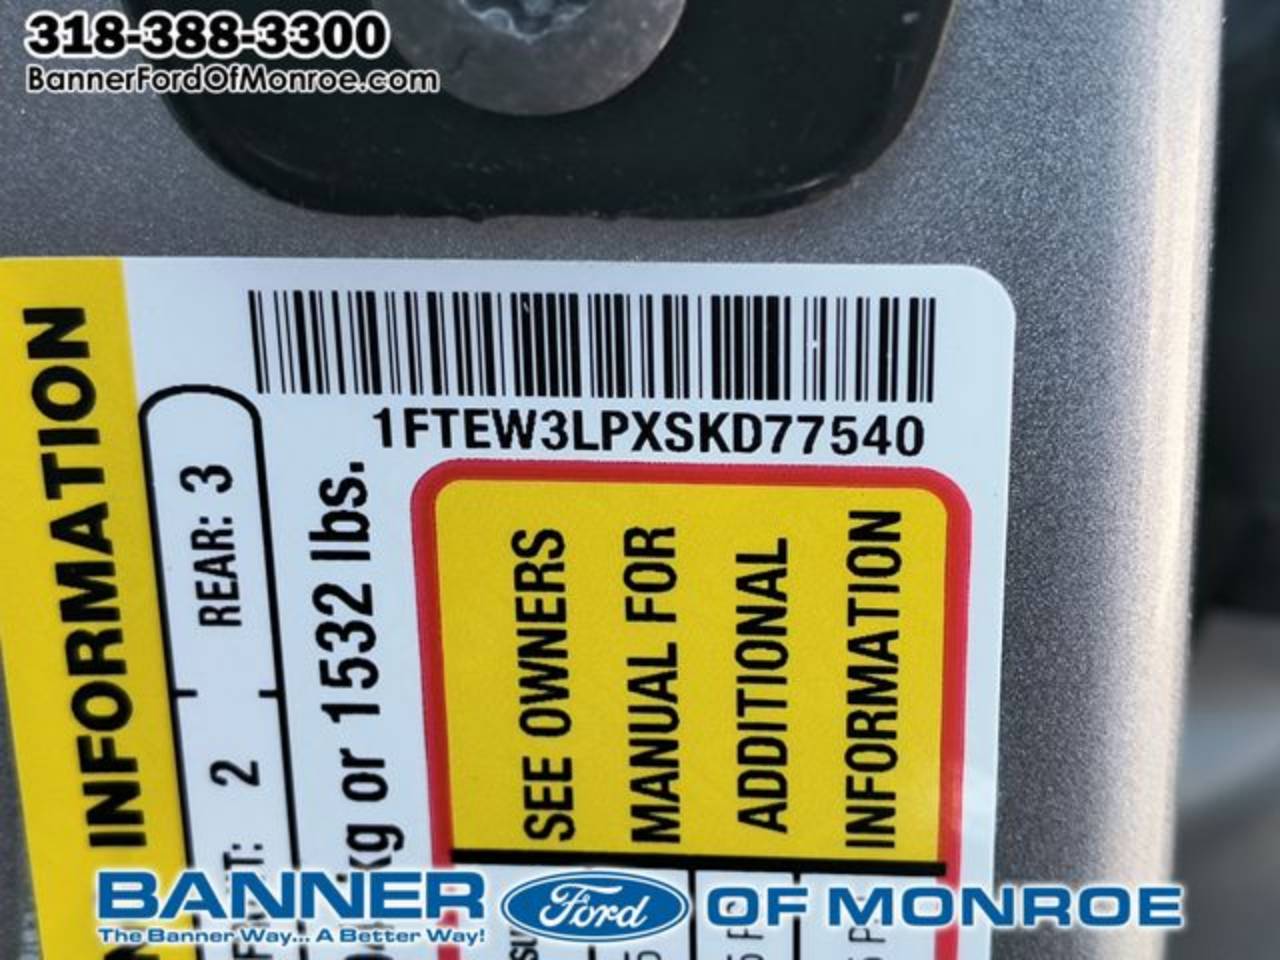 318-388-3300
BannerFordOfMonroe.com
1FTEW3LPXSKD77540
INFORMATION
REAR: 3
2
kg or 1532 lbs.
SEE OWNERS
MANUAL FOR
ADDITIONAL
INFORMATION
BANNER Ford OF MONROE
The Banner Way... A Better Way!